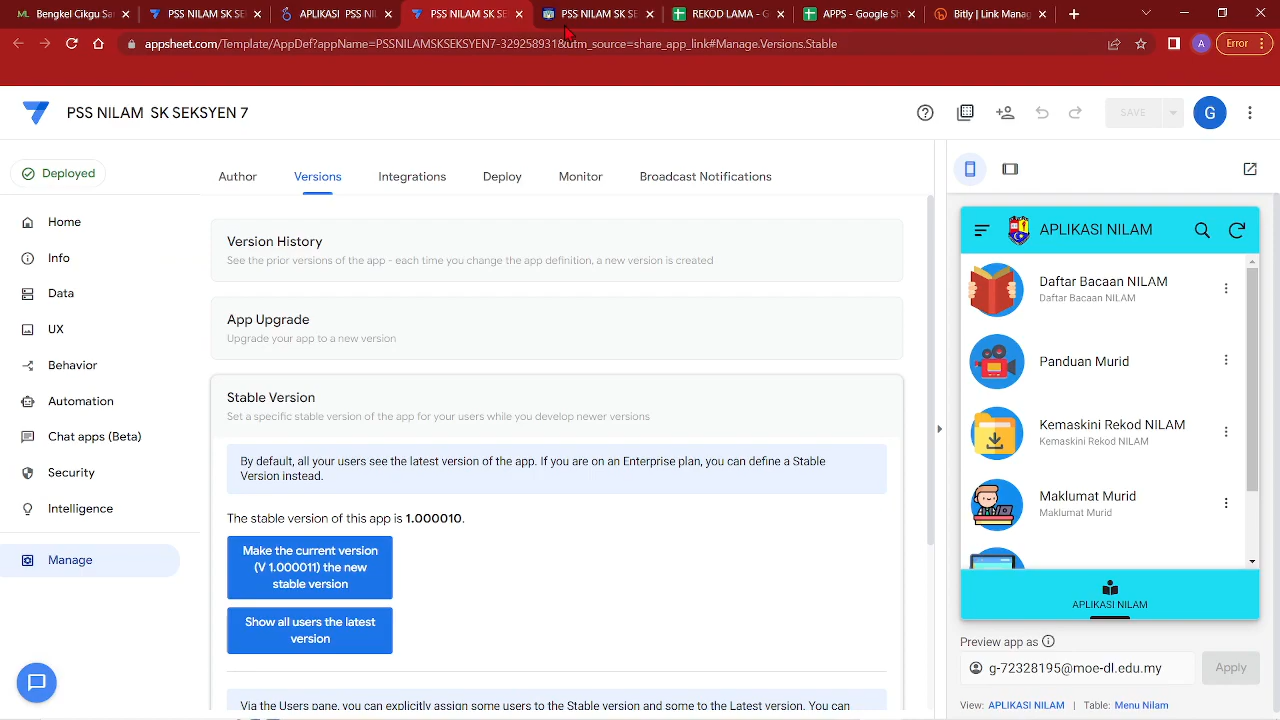 Bengkel Cikgu Sa
PSS NILAM SK SE
APLIKASI PSS NIL
PSS NILAM SK SE
PSS NILAM SK SE
REKOD LAMA - G
APPS - Google Sh
Bitly | Link Manag
appsheet.com/Template/AppDef?appName=PSSNILAMSKSEKSYEN7-329258931&utm_source=share_app_link#Manage.Versions.Stable
A
Error
PSS NILAM SK SEKSYEN 7
SAVE
G
Deployed
Author
Versions
Integrations
Deploy
Monitor
Broadcast Notifications
Home
Info
Data
UX
Behavior
Automation
Chat apps (Beta)
Security
Intelligence
Manage
Version History
See the prior versions of the app - each time you change the app definition, a new version is created
App Upgrade
Upgrade your app to a new version
Stable Version
Set a specific stable version of the app for your users while you develop newer versions
By default, all your users see the latest version of the app. If you are on an Enterprise plan, you can define a Stable
Version instead.
The stable version of this app is 1.000010.
Make the current version
(V 1.000011) the new
stable version
Show all users the latest
version
Via the Users pane, you can explicitly assign some users to the Stable version and some to the Latest version. You can
APLIKASI NILAM
Daftar Bacaan NILAM
Daftar Bacaan NILAM
Panduan Murid
Kemaskini Rekod NILAM
Kemaskini Rekod NILAM
Maklumat Murid
Maklumat Murid
APLIKASI NILAM
Preview app as
g-72328195@moe-dl.edu.my
Apply
View: APLIKASI NILAM | Table: Menu Nilam